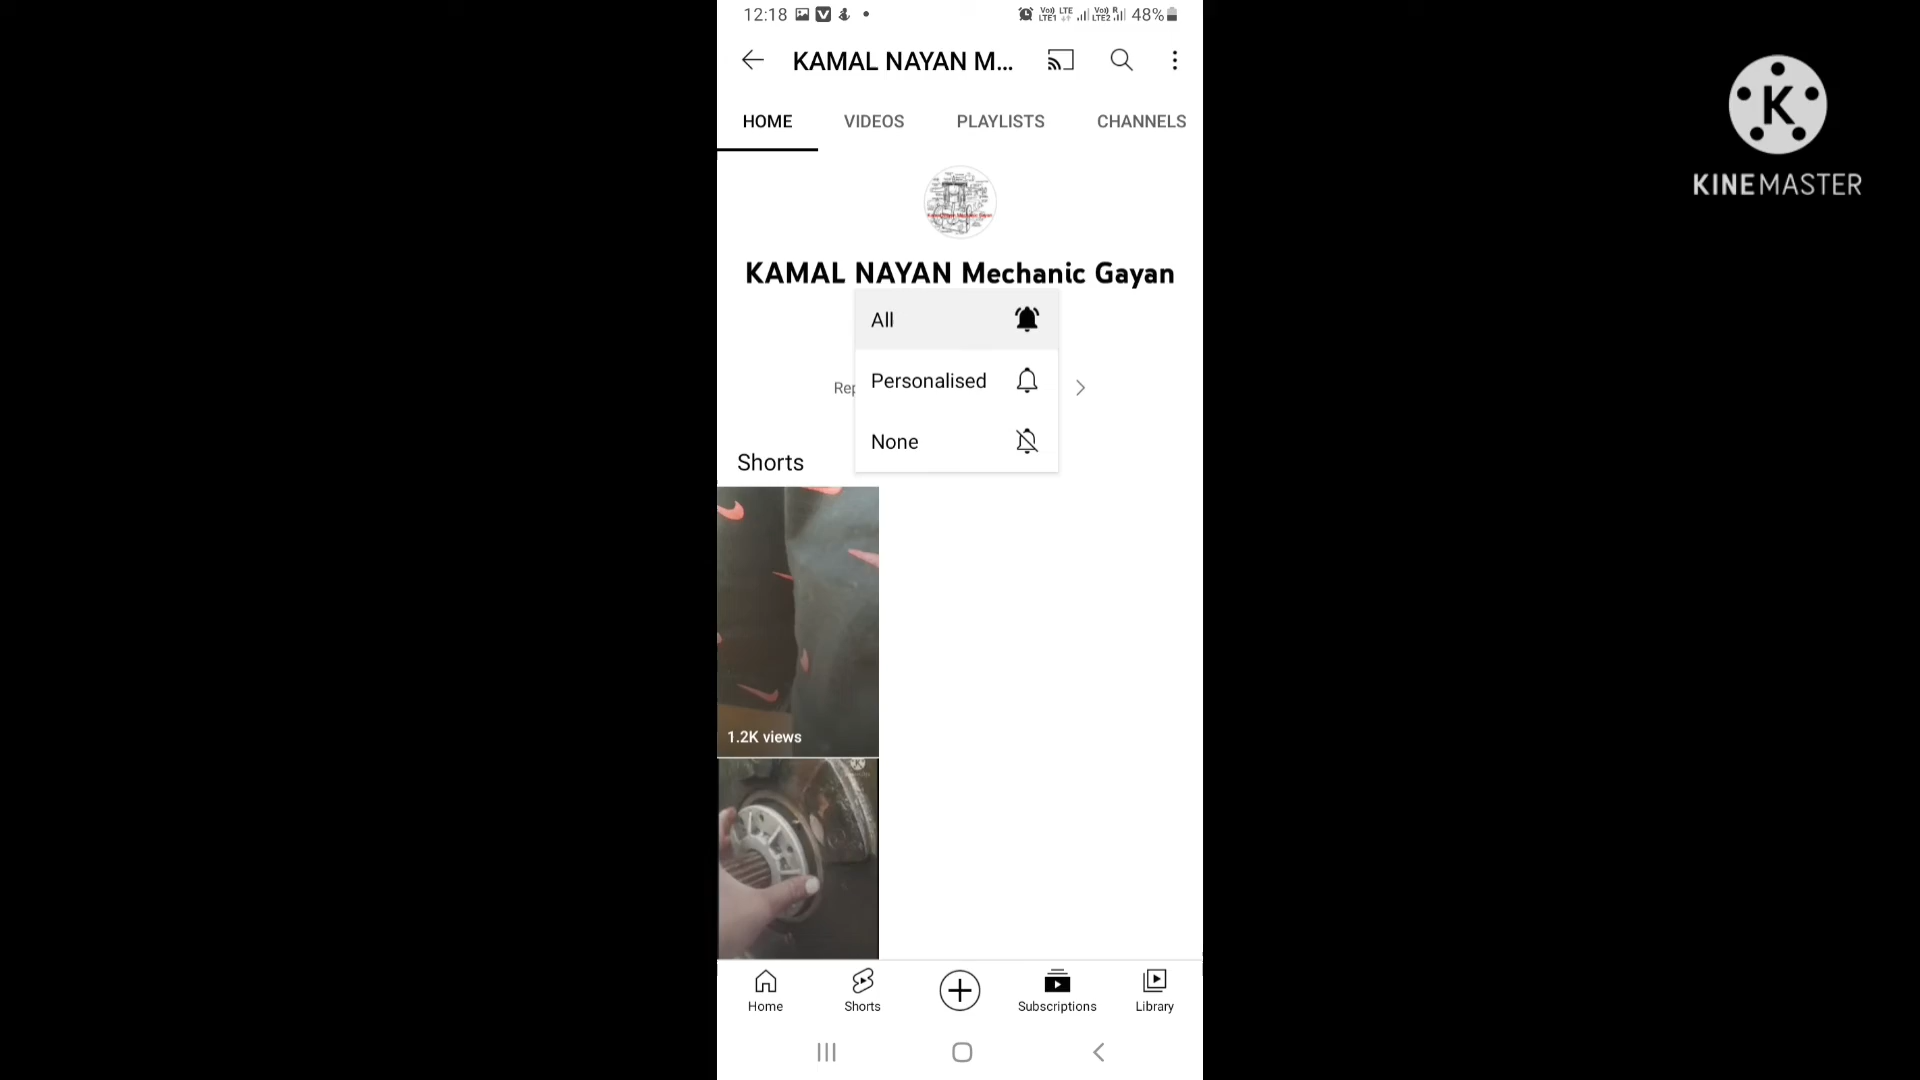 12:18
48%
KAMAL NAYAN M...
HOME VIDEOS PLAYLISTS CHANNELS
KAMAL NAYAN Mechanic Gayan
All
Personalised
Rep
None
Shorts
1.2K views
Home Shorts Subscriptions Library
K
KINEMASTER